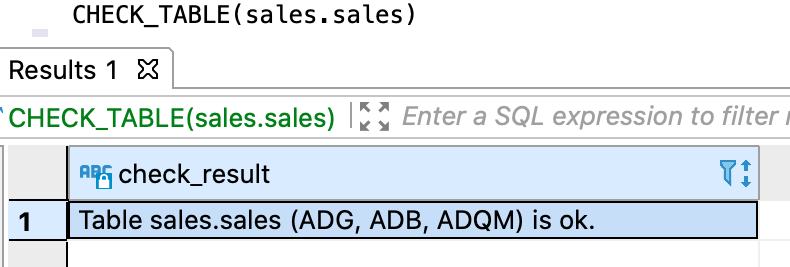 CHECK_TABLE(sales.sales)
Results 1
CHECK_TABLE(sales.sales) Enter a SQL expression to filter
ABC check_result
1 Table sales.sales (ADG, ADB, ADQM) is ok.